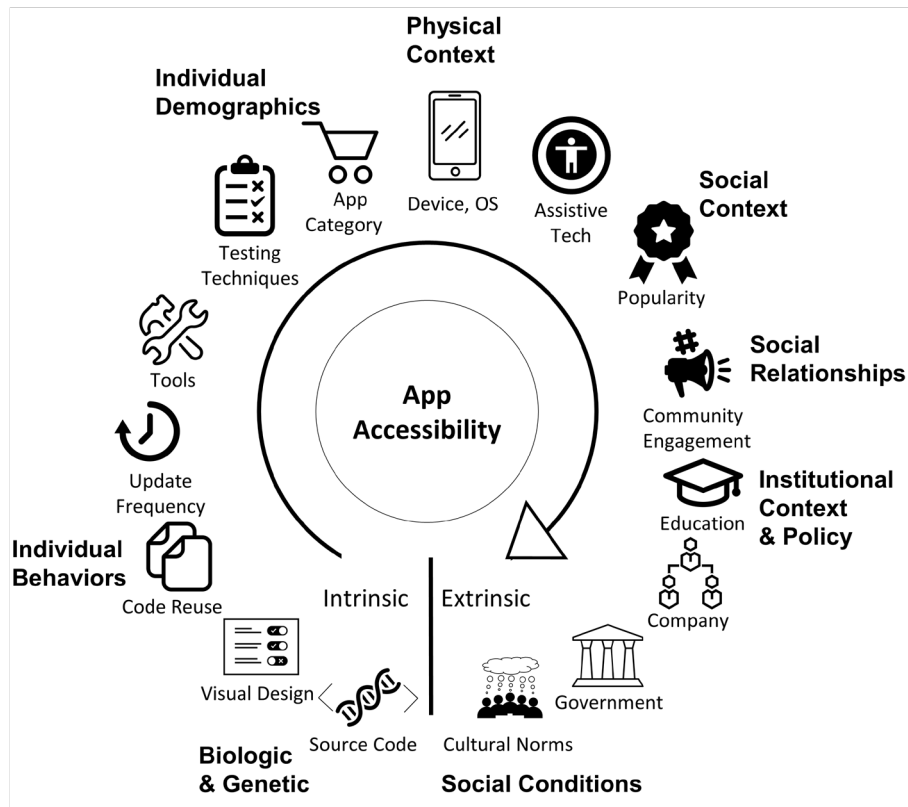 Physical
Context
Individual
Demographics
App
Category
Device, OS
Assistive
Tech
Social
Context
Testing
Techniques
Popularity
Tools
Social
Relationships
App
Accessibility
Community
Engagement
Update
Frequency
Education
Institutional
Context
& Policy
Individual
Behaviors
Code Reuse
Intrinsic
Extrinsic
Company
Visual Design
Government
Source Code
Cultural Norms
Biologic
& Genetic
Social Conditions